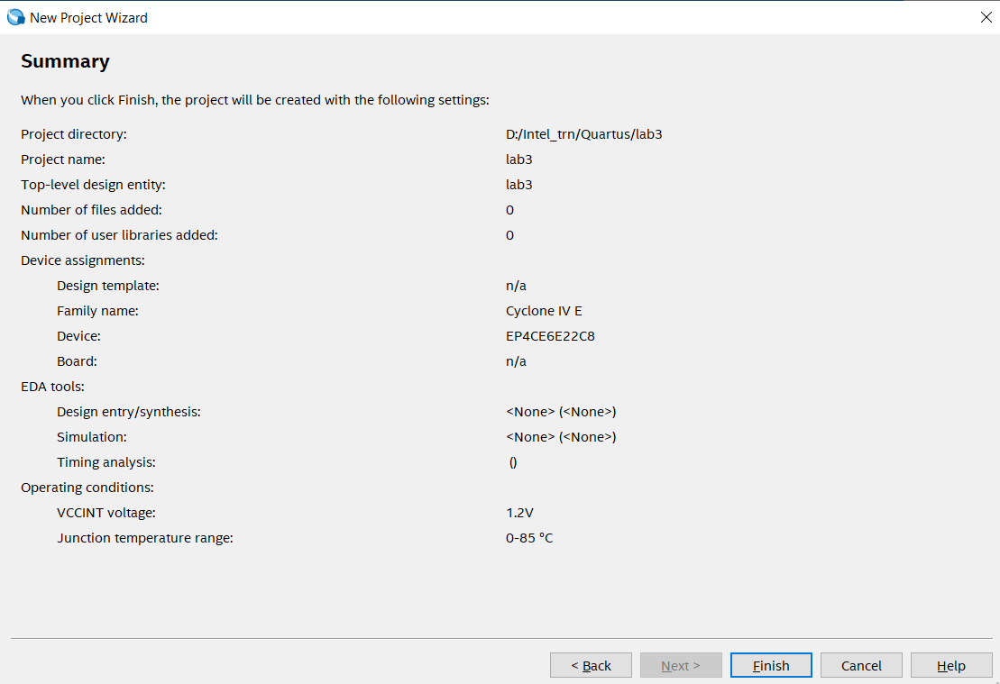 New Project Wizard
Summary
When you click Finish, the project will be created with the following settings:
Project directory: D:/Intel_trn/Quartus/lab3
Project name: lab3
Top-level design entity: lab3
Number of files added: 0
Number of user libraries added: 0
Device assignments:
Design template: n/a
Family name: Cyclone IV E
Device: EP4CE6E22C8
Board: n/a
EDA tools:
Design entry/synthesis: <None> (<None>)
Simulation: <None> (<None>)
Timing analysis: ()
Operating conditions:
VCCINT voltage: 1.2V
Junction temperature range: 0-85 °C
< Back Next > Finish Cancel Help